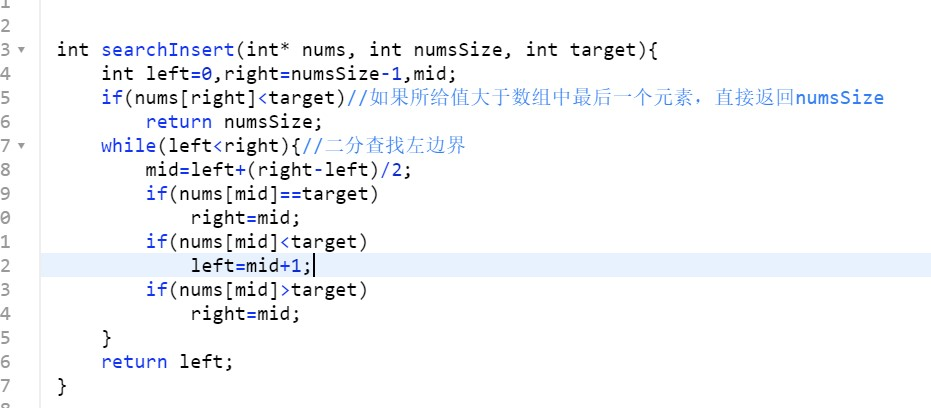 1
2
3 int searchInsert(int* nums, int numsSize, int target){
4 int left=0,right=numsSize-1,mid;
5 if(nums[right]<target)//如果所给值大于数组中最后一个元素，直接返回numsSize
6 return numsSize;
7 while(left<right){//二分查找左边界
8 mid=left+(right-left)/2;
9 if(nums[mid]==target)
0 right=mid;
1 if(nums[mid]<target)
2 left=mid+1;
3 if(nums[mid]>target)
4 right=mid;
5 }
6 return left;
7 }